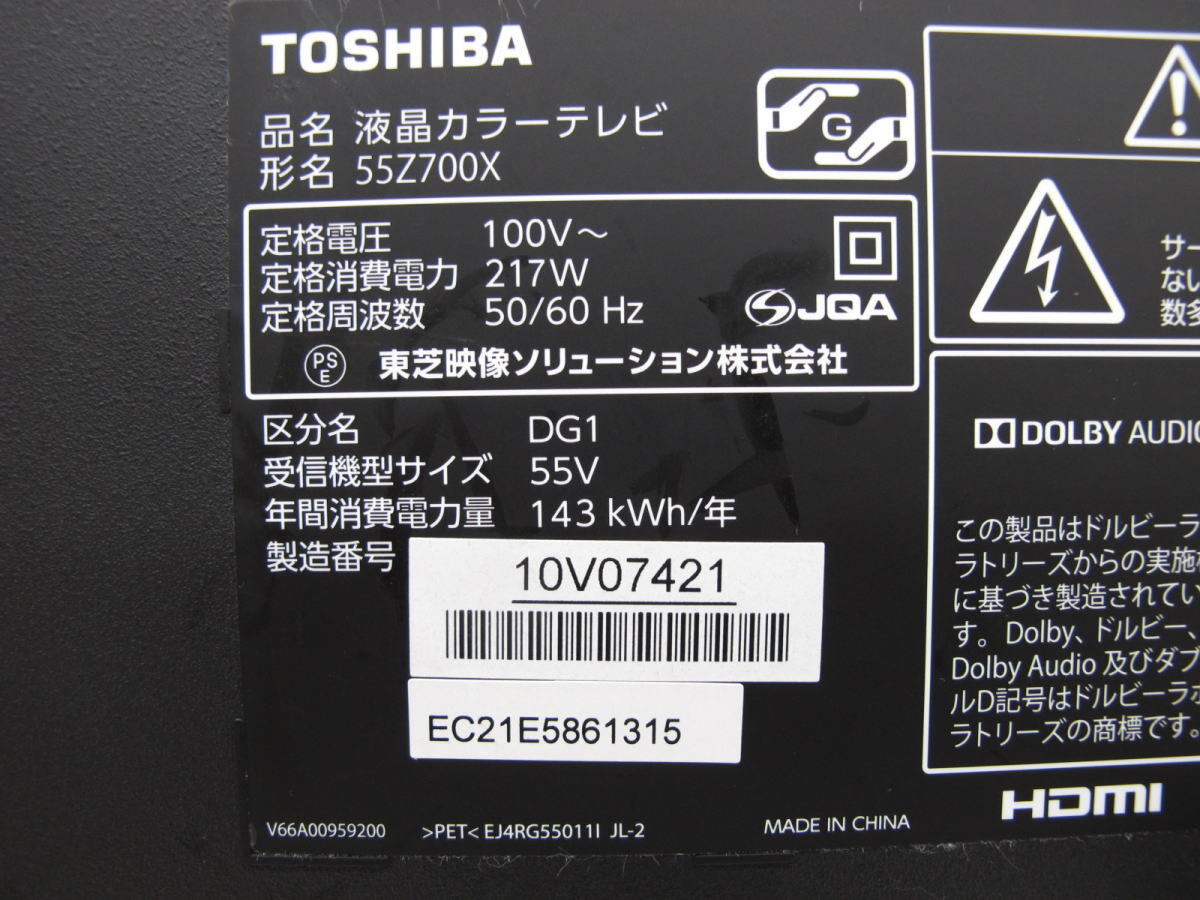 TOSHIBA
品名 液晶カラーテレビ
形名 55Z700X
G
定格電圧 100V～
定格消費電力 217W
定格周波数 50/60 Hz
JQA
PS
E
東芝映像ソリューション株式会社
区分名 DG1
受信機型サイズ 55V
年間消費電力量 143 kWh/年
製造番号
10V07421
EC21E5861315
V66A00959200 >PET< EJ4RG55011I JL-2 MADE IN CHINA
サー
ない
数多
DOLBY AUDIO
この製品はドルビーラ
ラトリーズからの実施
に基づき製造されてい
す。Dolby、ドルビー、
Dolby Audio 及びダブ
ルD記号はドルビーラボ
ラトリーズの商標です。
HDMI